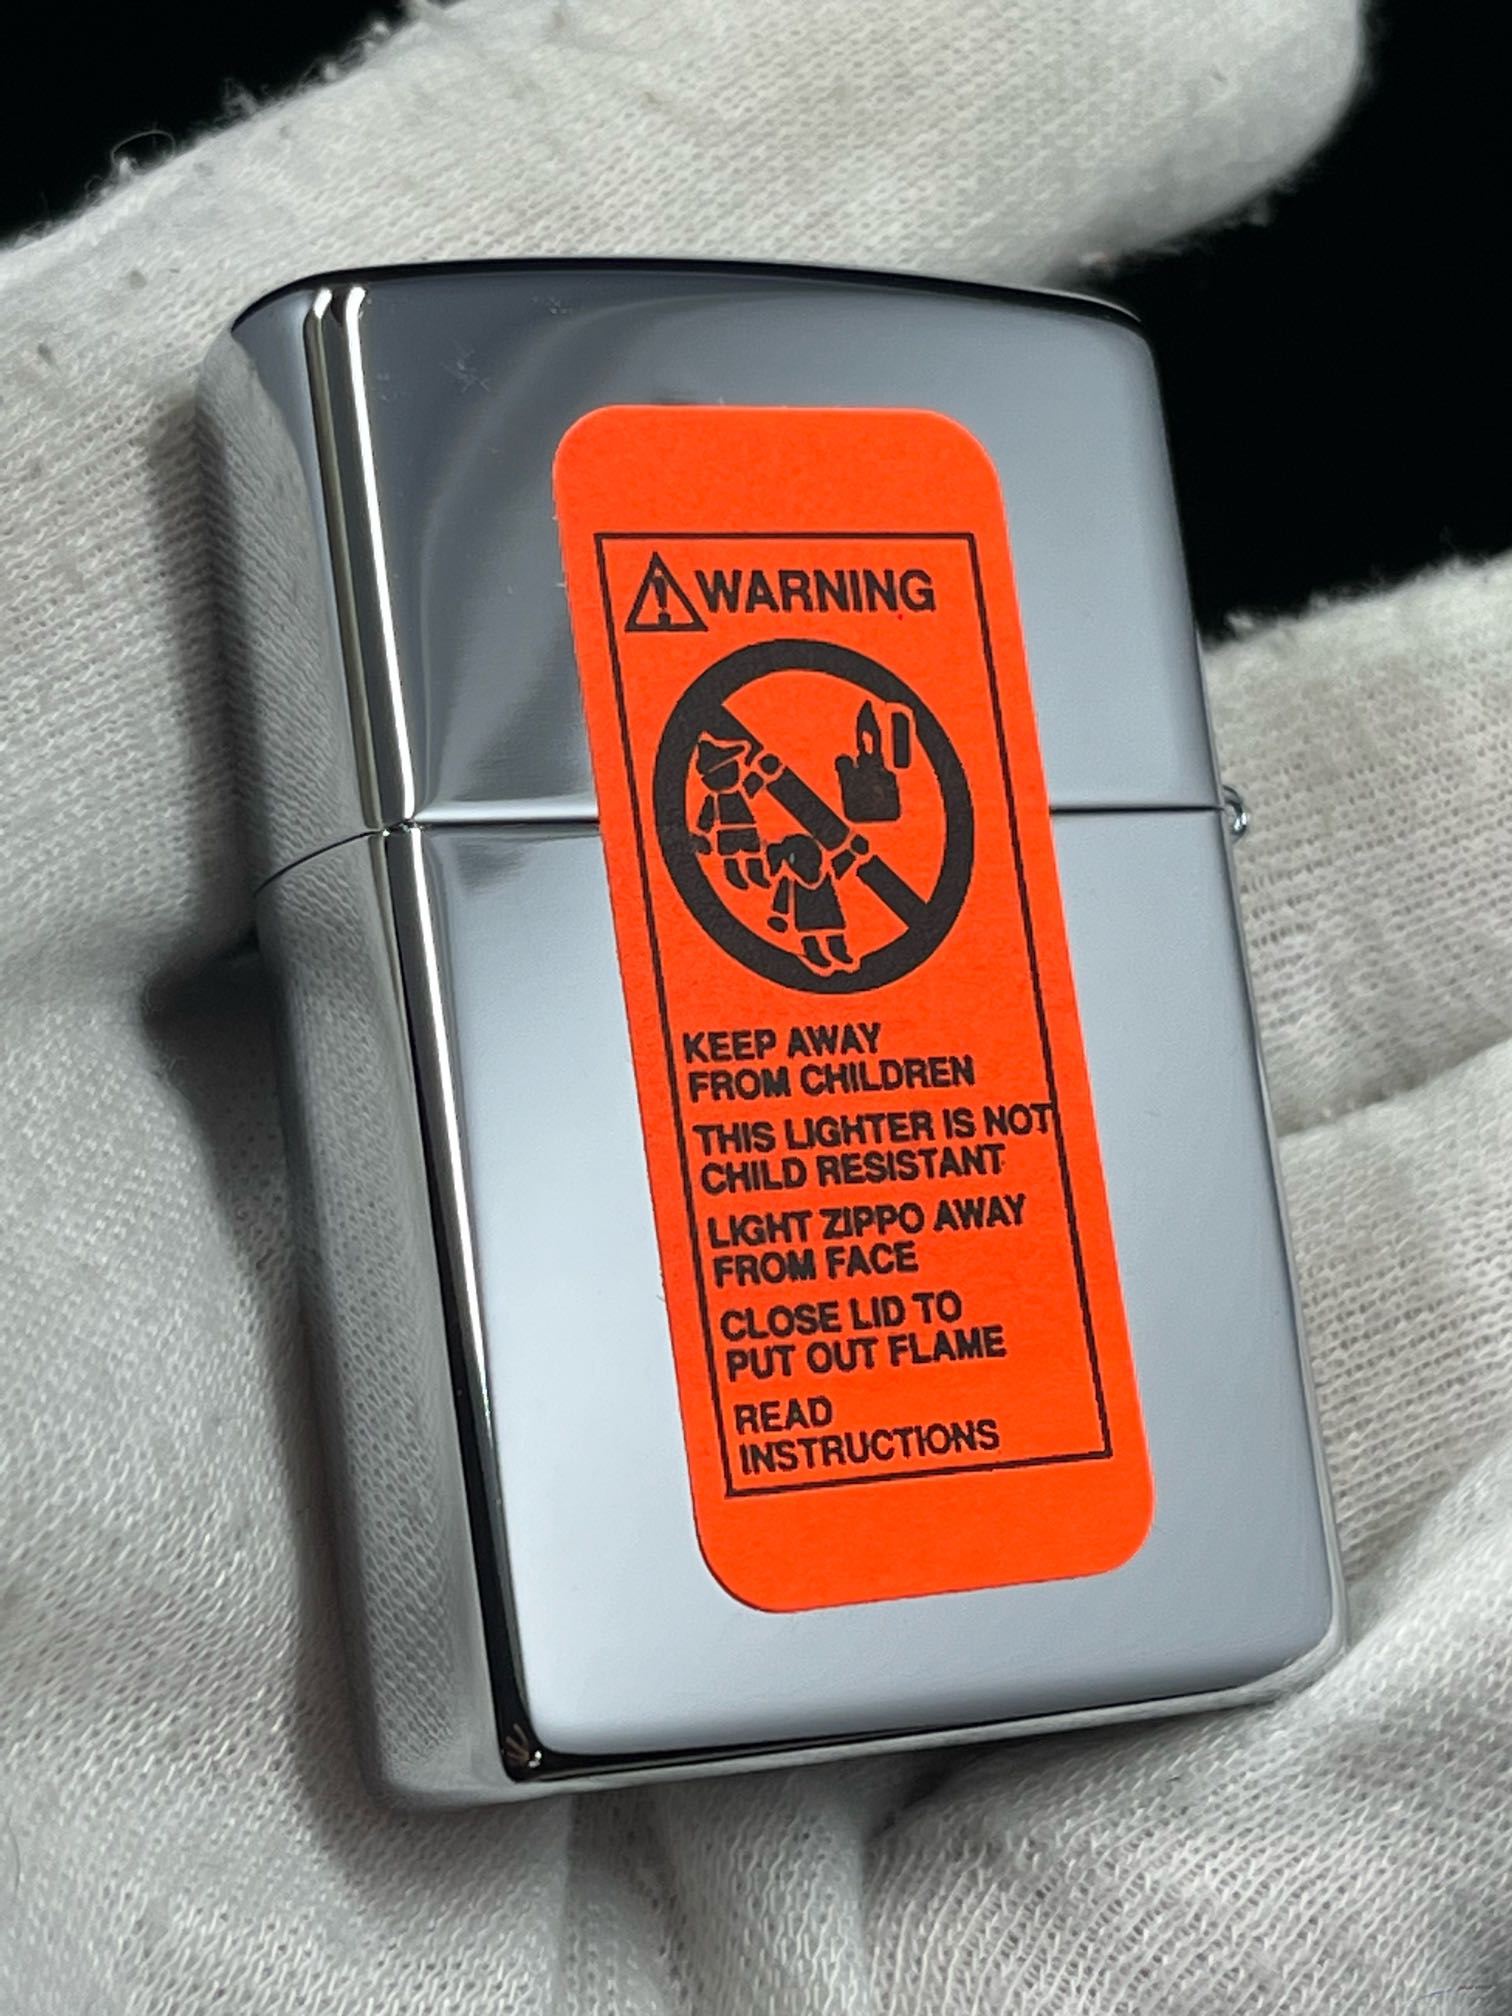 WARNING
KEEP AWAY
FROM CHILDREN
THIS LIGHTER IS NOT
CHILD RESISTANT
LIGHT ZIPPO AWAY
FROM FACE
CLOSE LID TO
PUT OUT FLAME
READ
INSTRUCTIONS